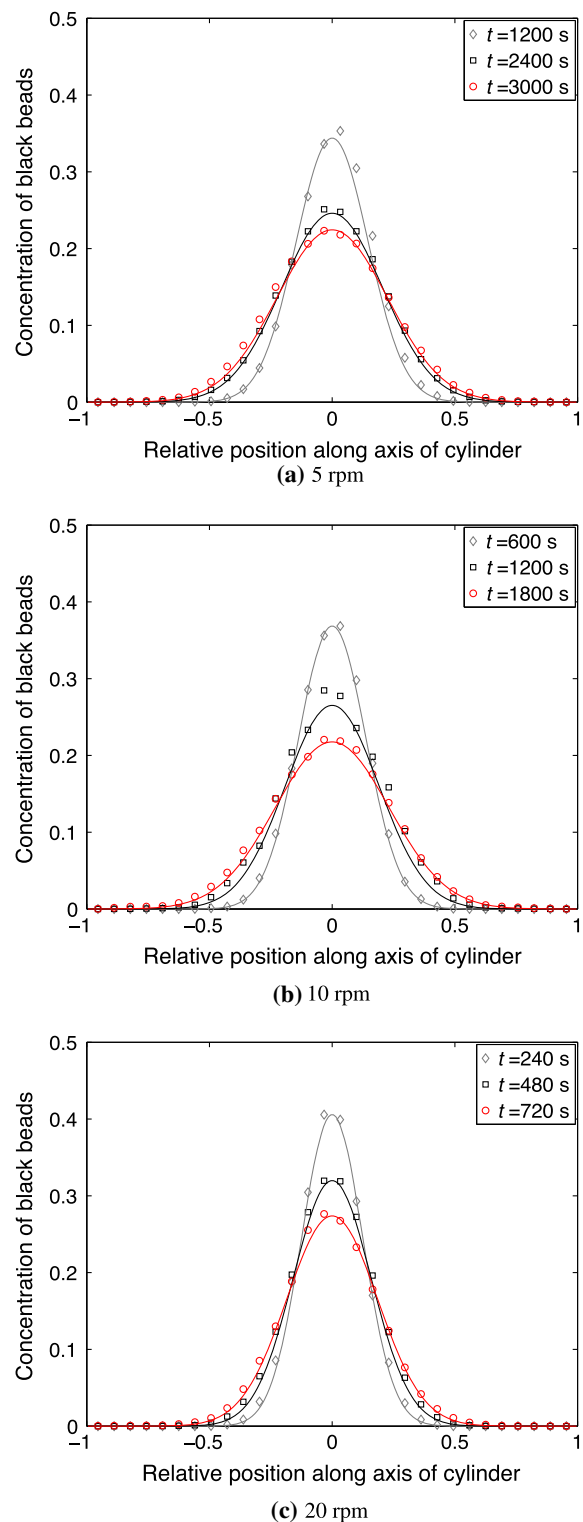 0.5
0.4
0.3
0.2
0.1
0
Concentration of black beads
t=1200 s
t=2400 s
t=3000 s
−1 −0.5 0 0.5 1
Relative position along axis of cylinder
(a) 5 rpm
0.5
0.4
0.3
0.2
0.1
0
Concentration of black beads
t=600 s
t=1200 s
t=1800 s
−1 −0.5 0 0.5 1
Relative position along axis of cylinder
(b) 10 rpm
0.5
0.4
0.3
0.2
0.1
0
Concentration of black beads
t=240 s
t=480 s
t=720 s
−1 −0.5 0 0.5 1
Relative position along axis of cylinder
(c) 20 rpm